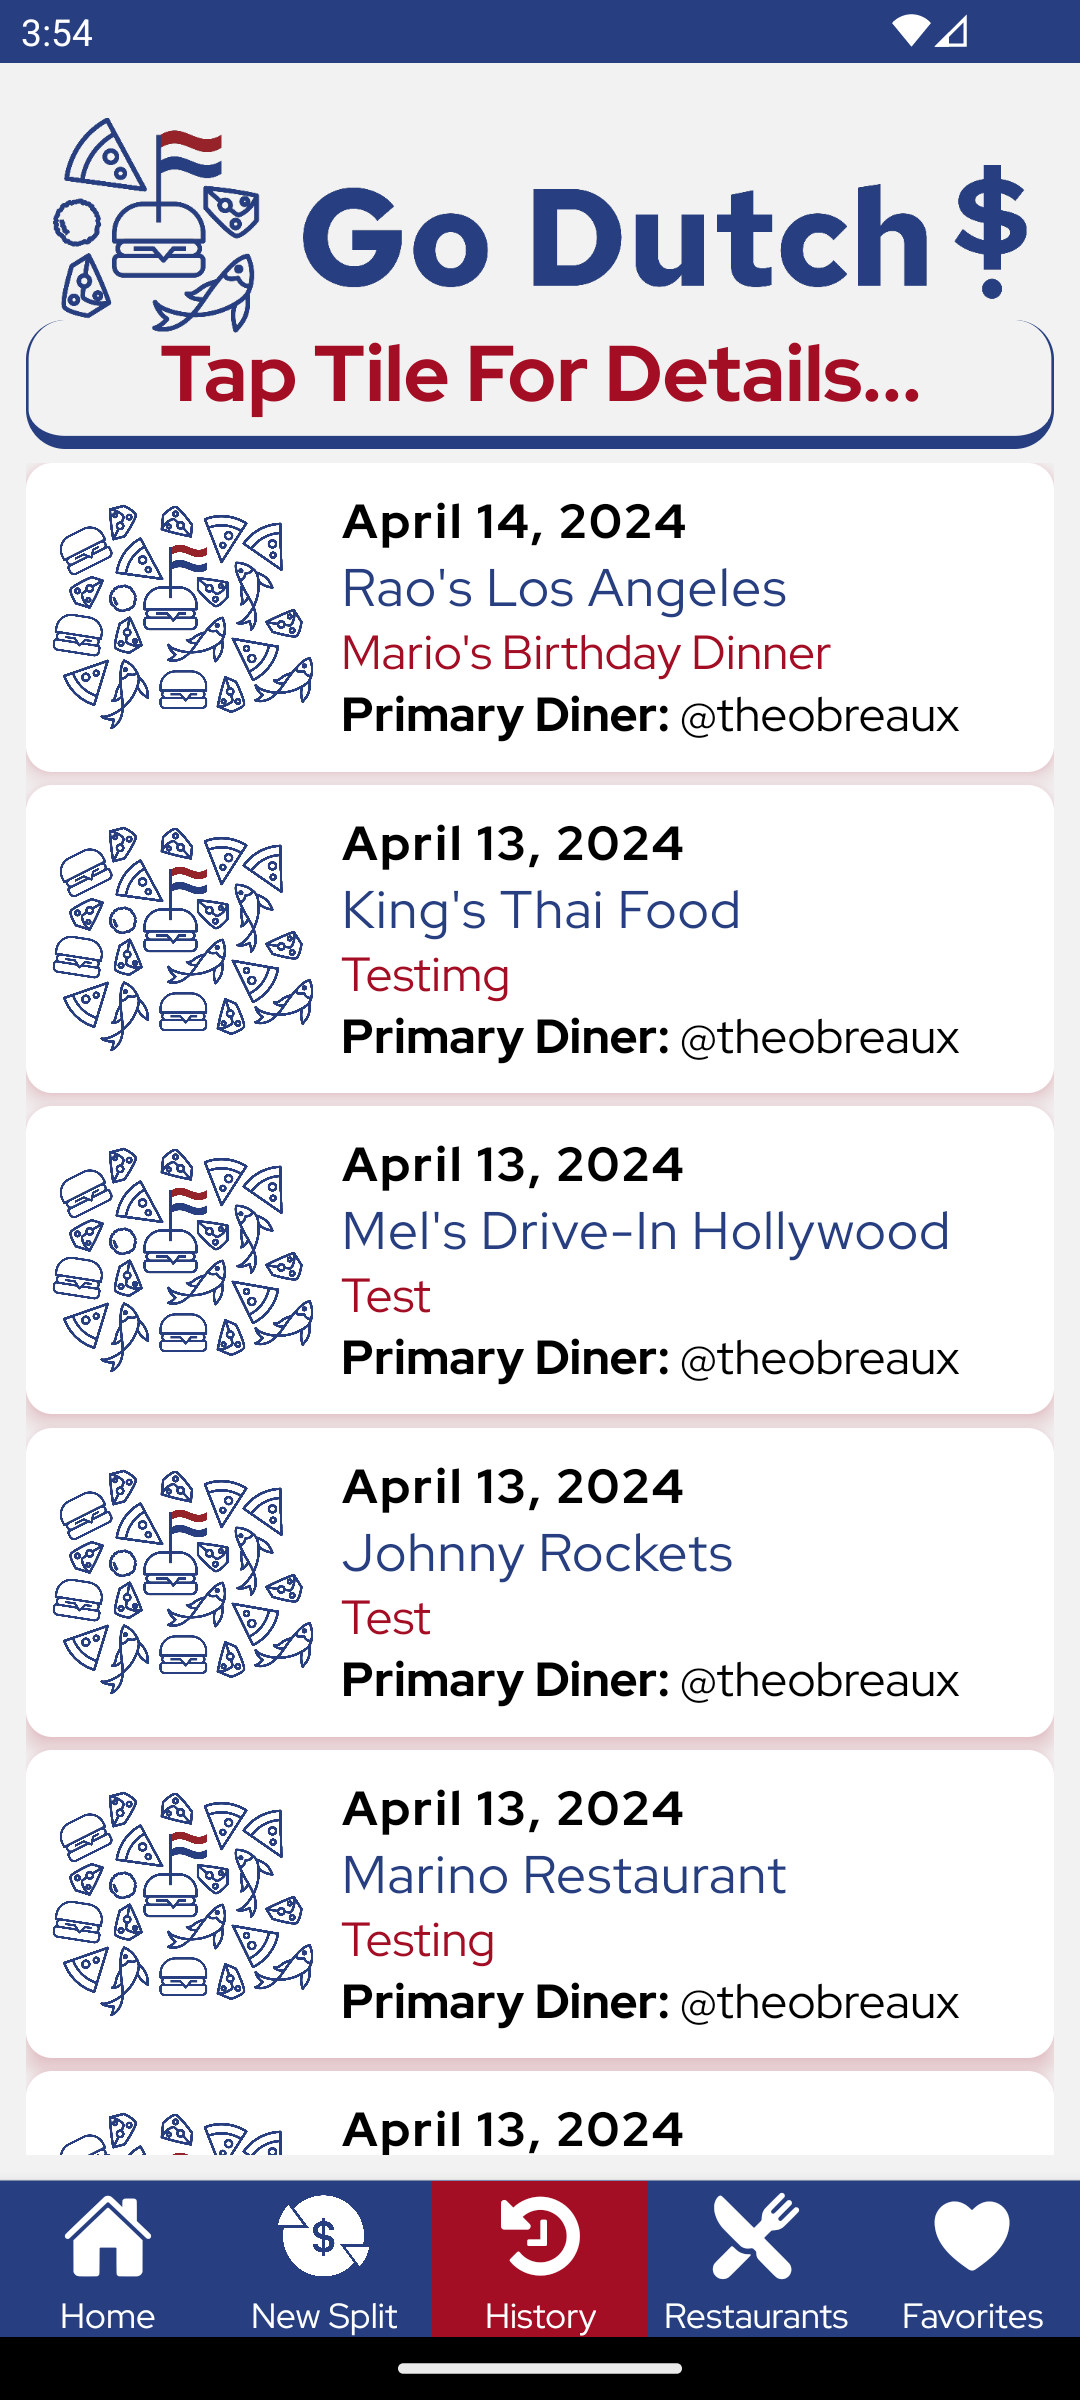 3:54
Go Dutch $
Tap Tile For Details...
April 14, 2024
Rao's Los Angeles
Mario's Birthday Dinner
Primary Diner: @theobreaux
April 13, 2024
King's Thai Food
Testimg
Primary Diner: @theobreaux
April 13, 2024
Mel's Drive-In Hollywood
Test
Primary Diner: @theobreaux
April 13, 2024
Johnny Rockets
Test
Primary Diner: @theobreaux
April 13, 2024
Marino Restaurant
Testing
Primary Diner: @theobreaux
April 13, 2024
$
Home
New Split
History
Restaurants
Favorites